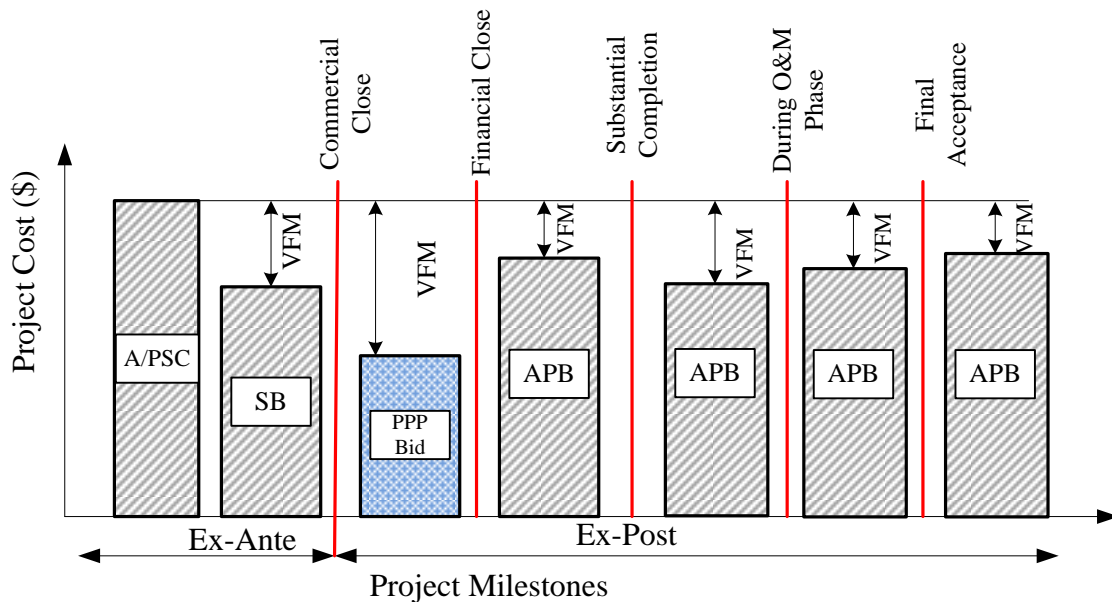 Commercial
Close
Financial Close
Substantial
Completion
During O&M
Phase
Final
Acceptance
Project Cost ($)
VFM
VFM
VFM
VFM
VFM
VFM
A/PSC
SB
PPP
Bid
APB
APB
APB
APB
Ex-Ante
Ex-Post
Project Milestones